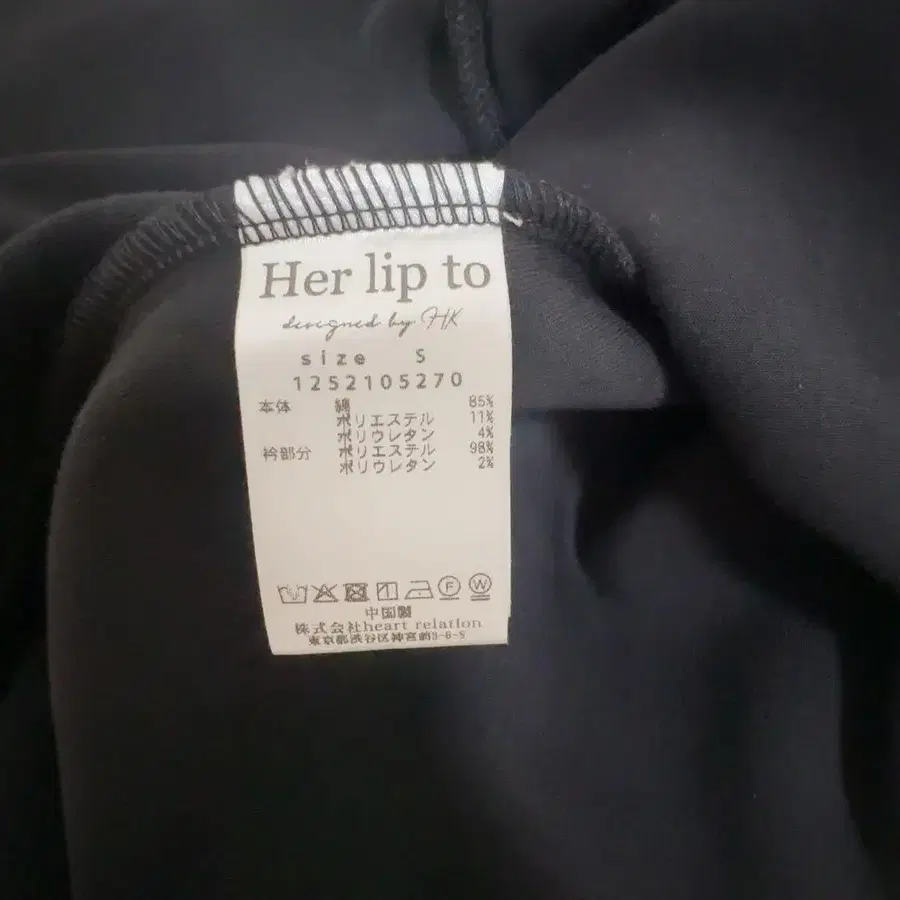 Her lip to
designed by HK
size S
1252105270
本体 綿 85%
ポリエステル 11%
ポリウレタン 4%
衿部分 ポリエステル 98%
ポリウレタン 2%
中国製
株式会社heart relation
東京都渋谷区神宮前3-6-5